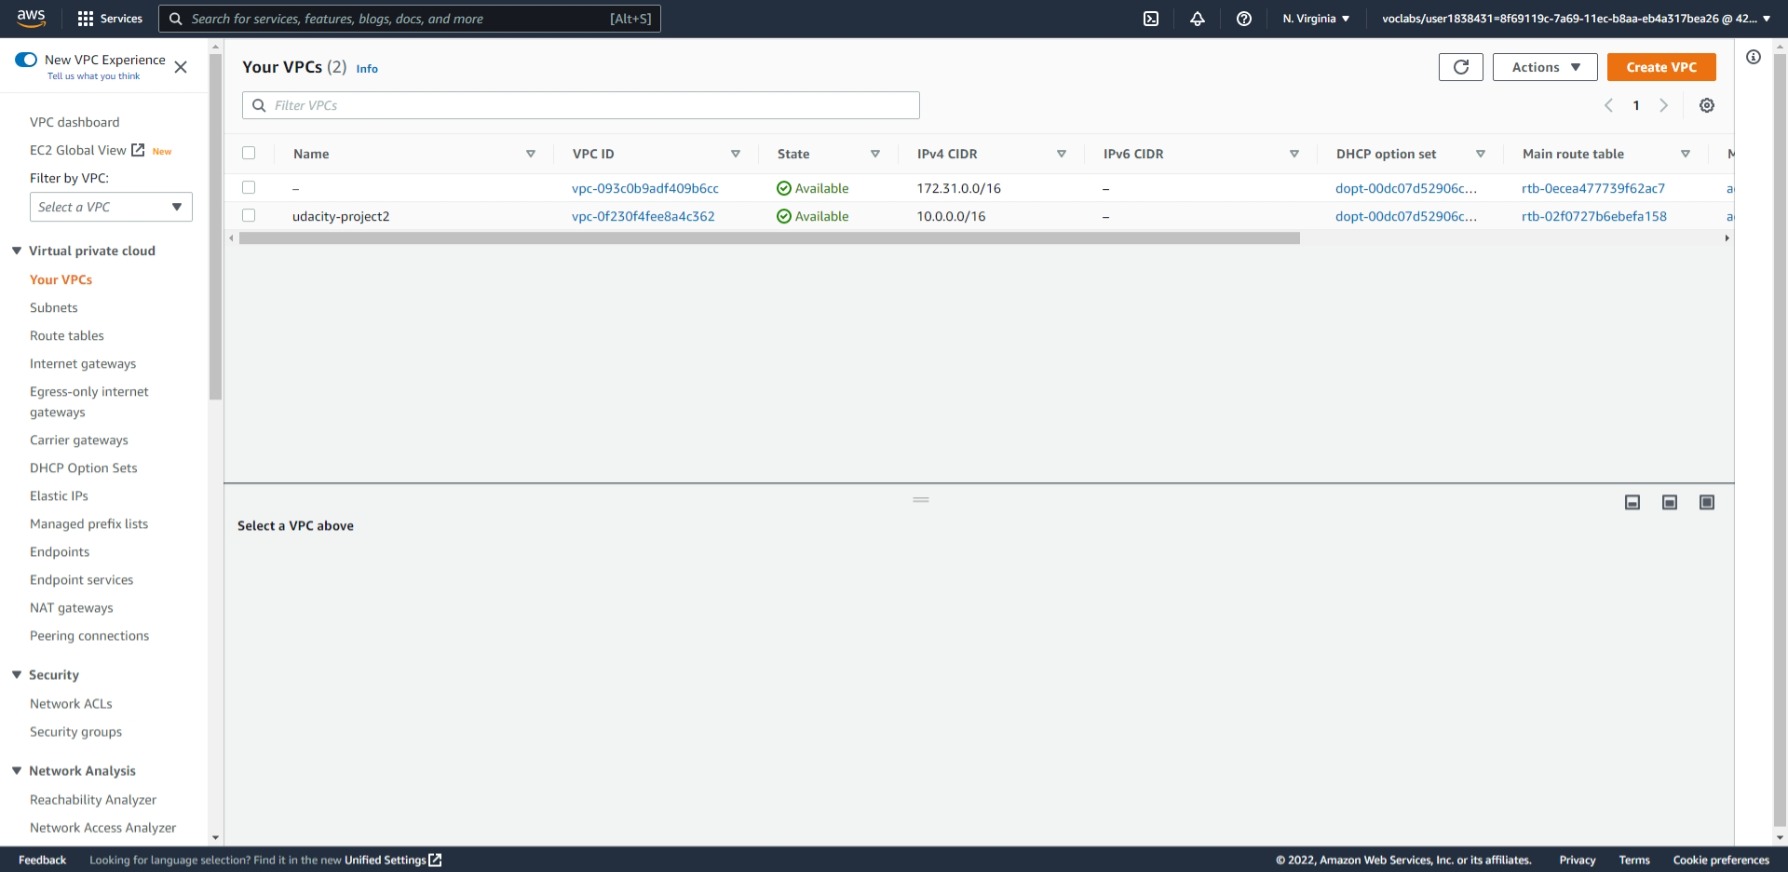 aws
Services
Search for services, features, blogs, docs, and more
[Alt+S]
N. Virginia
voclabs/user1838431=8f69119c-7a69-11ec-b8aa-eb4a317bea26 @ 42...
New VPC Experience
Tell us what you think
VPC dashboard
EC2 Global View New
Filter by VPC:
Select a VPC
Virtual private cloud
Your VPCs
Subnets
Route tables
Internet gateways
Egress-only internet
gateways
Carrier gateways
DHCP Option Sets
Elastic IPs
Managed prefix lists
Endpoints
Endpoint services
NAT gateways
Peering connections
Security
Network ACLs
Security groups
Network Analysis
Reachability Analyzer
Network Access Analyzer
Your VPCs (2) Info
Actions
Create VPC
Filter VPCs
1
Name VPC ID State IPv4 CIDR IPv6 CIDR DHCP option set Main route table
– vpc-093c0b9adf409b6cc Available 172.31.0.0/16 – dopt-00dc07d52906c... rtb-0ecea477739f62ac7
udacity-project2 vpc-0f230f4fee8a4c362 Available 10.0.0.0/16 – dopt-00dc07d52906c... rtb-02f0727b6ebefa158
Select a VPC above
Feedback Looking for language selection? Find it in the new Unified Settings
© 2022, Amazon Web Services, Inc. or its affiliates. Privacy Terms Cookie preferences